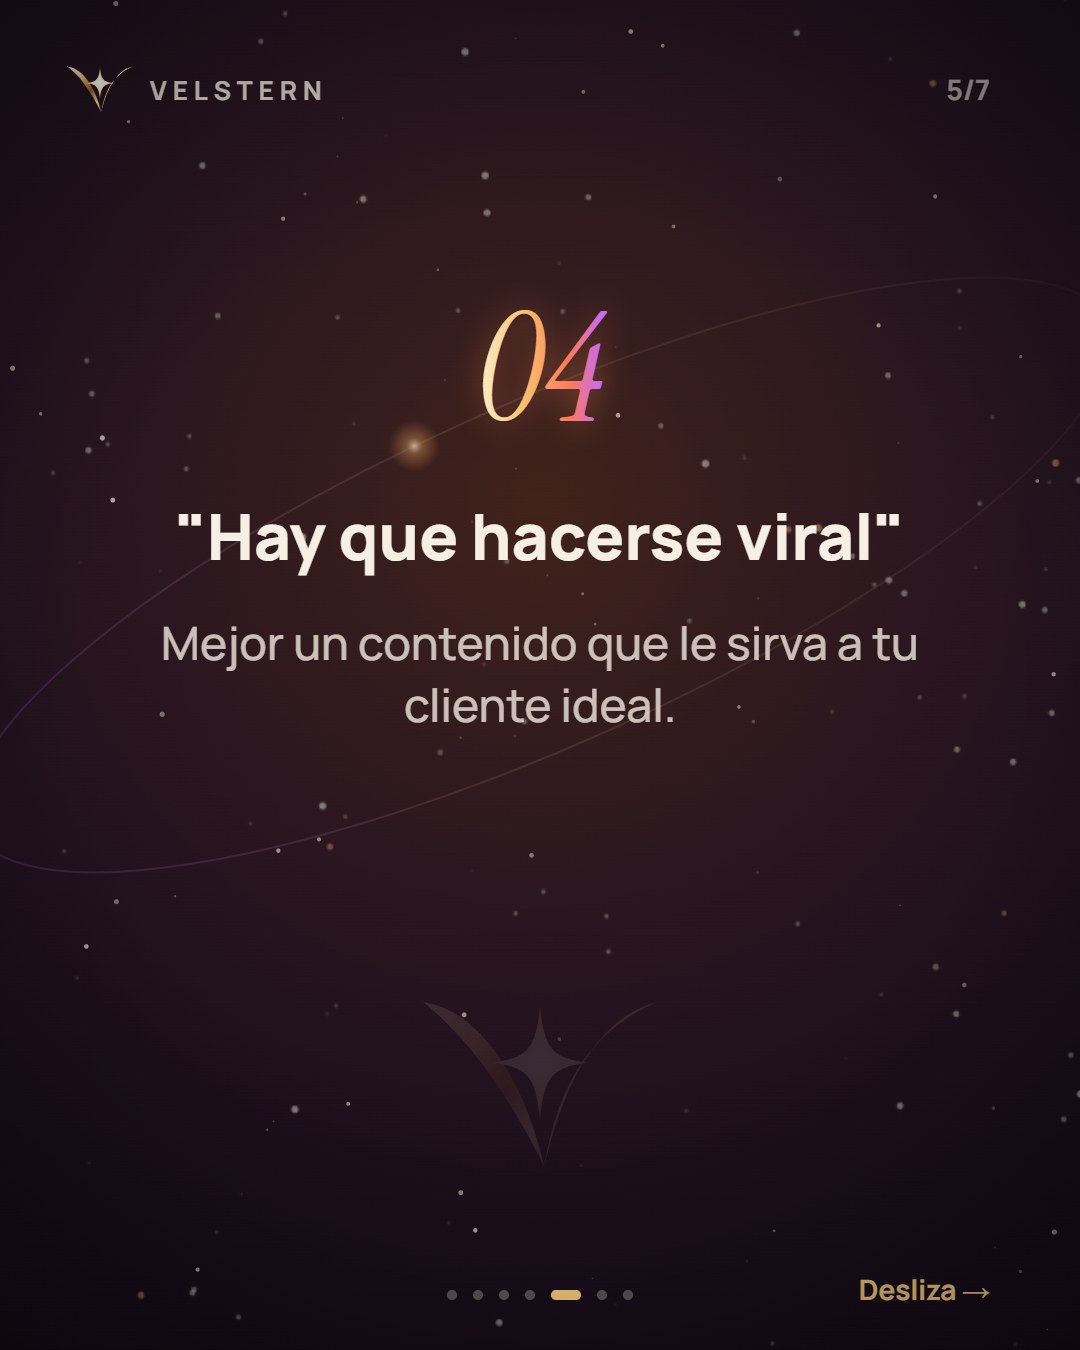 VELSTERN
5/7
04
"Hay que hacerse viral"
Mejor un contenido que le sirva a tu
cliente ideal.
Desliza →